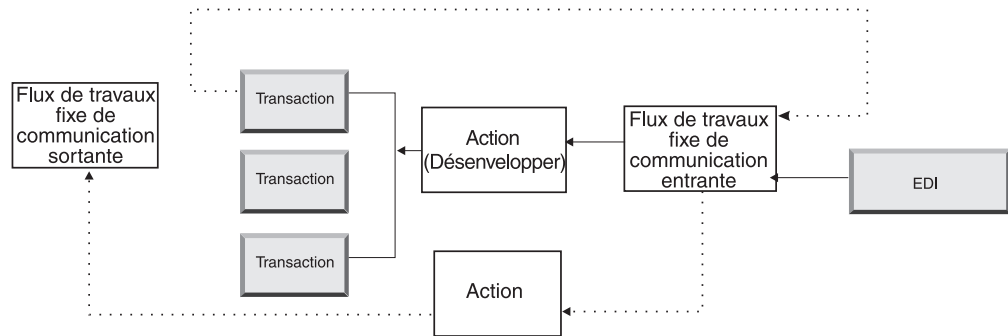 Flux de travaux
fixe de
communication
sortante
Transaction
Transaction
Transaction
Action
(Désenvelopper)
Action
Flux de travaux
fixe de
communication
entrante
EDI